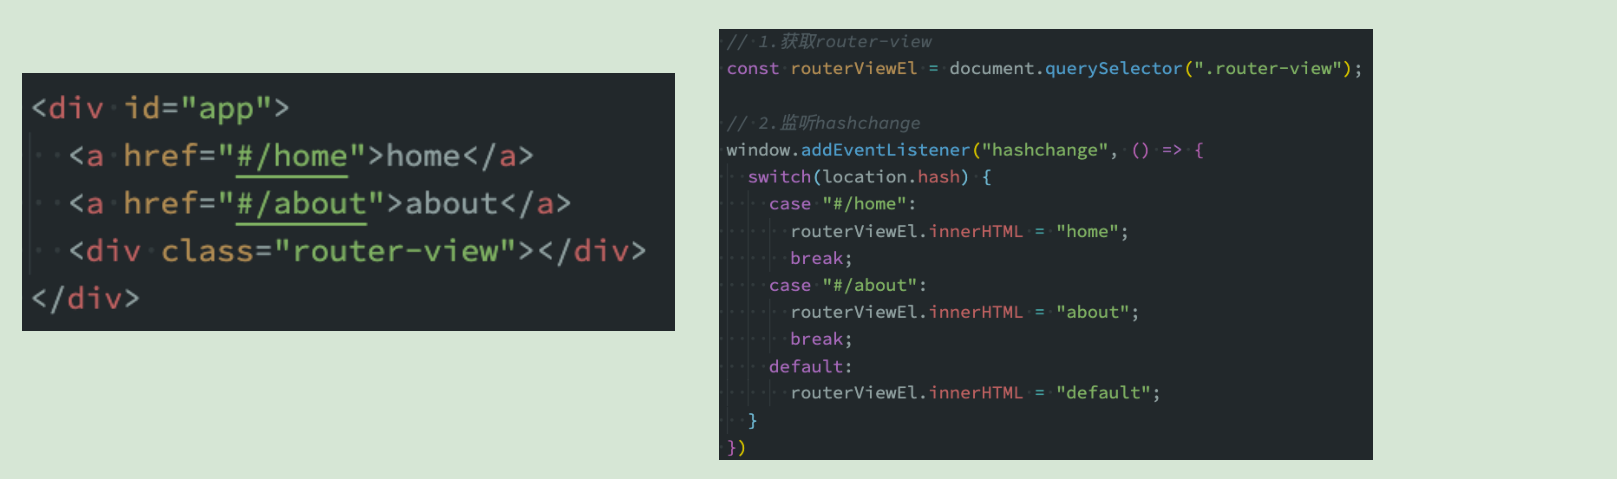 <div id="app">
  <a href="#/home">home</a>
  <a href="#/about">about</a>
  <div class="router-view"></div>
</div>
// 1.获取router-view
const routerViewEl = document.querySelector(".router-view");
// 2.监听hashchange
window.addEventListener("hashchange", () => {
  switch(location.hash) {
    case "#/home":
      routerViewEl.innerHTML = "home";
      break;
    case "#/about":
      routerViewEl.innerHTML = "about";
      break;
    default:
      routerViewEl.innerHTML = "default";
  }
})